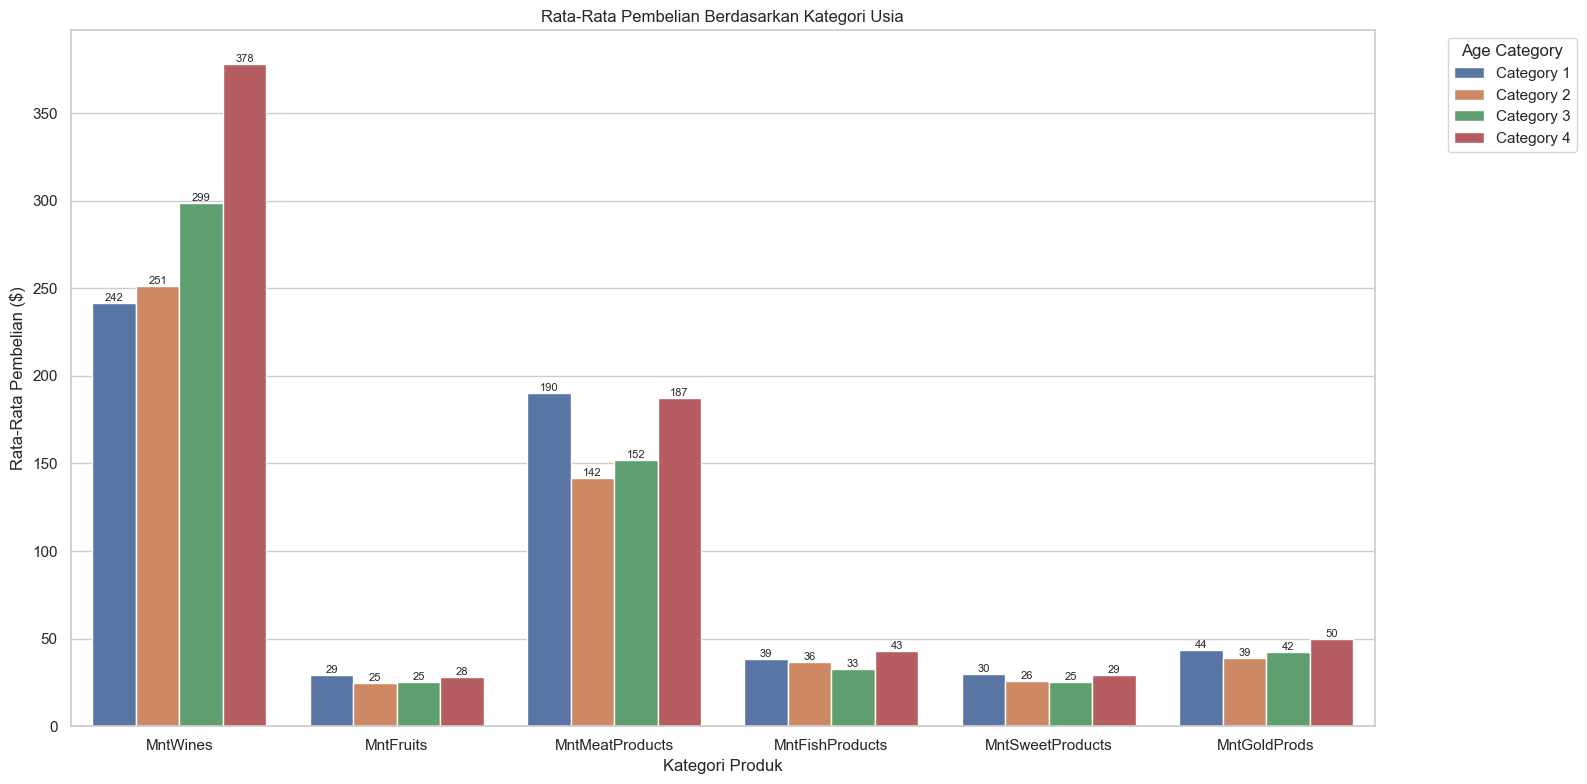 Rata-Rata Pembelian Berdasarkan Kategori Usia
Age Category
Category 1
Category 2
Category 3
Category 4
Rata-Rata Pembelian ($)
350
300
250
200
150
100
50
0
242
251
299
378
29
25
25
28
190
142
152
187
39
36
33
43
30
26
25
29
44
39
42
50
MntWines
MntFruits
MntMeatProducts
MntFishProducts
MntSweetProducts
MntGoldProds
Kategori Produk